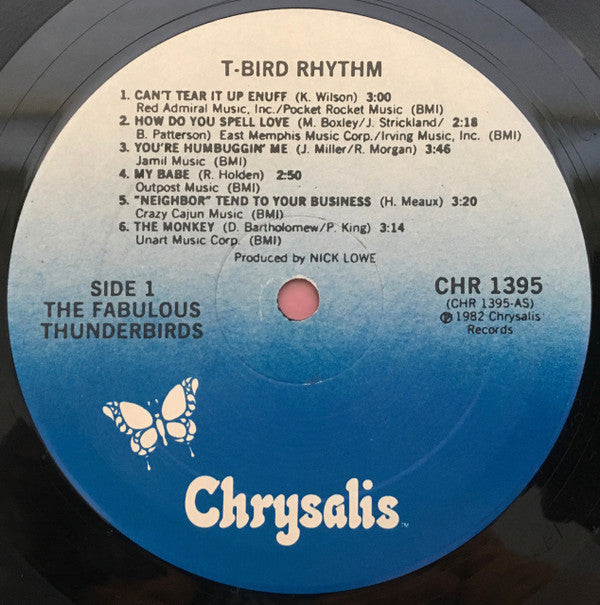 T-BIRD RHYTHM
1. CAN'T TEAR IT UP ENUFF (K. Wilson) 3:00
Red Admiral Music, Inc./Pocket Rocket Music (BMI)
2. HOW DO YOU SPELL LOVE (M. Boxley/J. Strickland/ 2:18
B. Patterson) East Memphis Music Corp./Irving Music, Inc. (BMI)
3. YOU'RE HUMBUGGIN' ME (J. Miller/R. Morgan) 3:46
Jamil Music (BMI)
4. MY BABE (R. Holden) 2:50
Outpost Music (BMI)
5. "NEIGHBOR" TEND TO YOUR BUSINESS (H. Meaux) 3:20
Crazy Cajun Music (BMI)
6. THE MONKEY (D. Bartholomew/P. King) 3:14
Unart Music Corp. (BMI)
Produced by NICK LOWE
SIDE 1
THE FABULOUS
THUNDERBIRDS
CHR 1395
(CHR 1395-AS)
℗ 1982 Chrysalis
Records
Chrysalis™